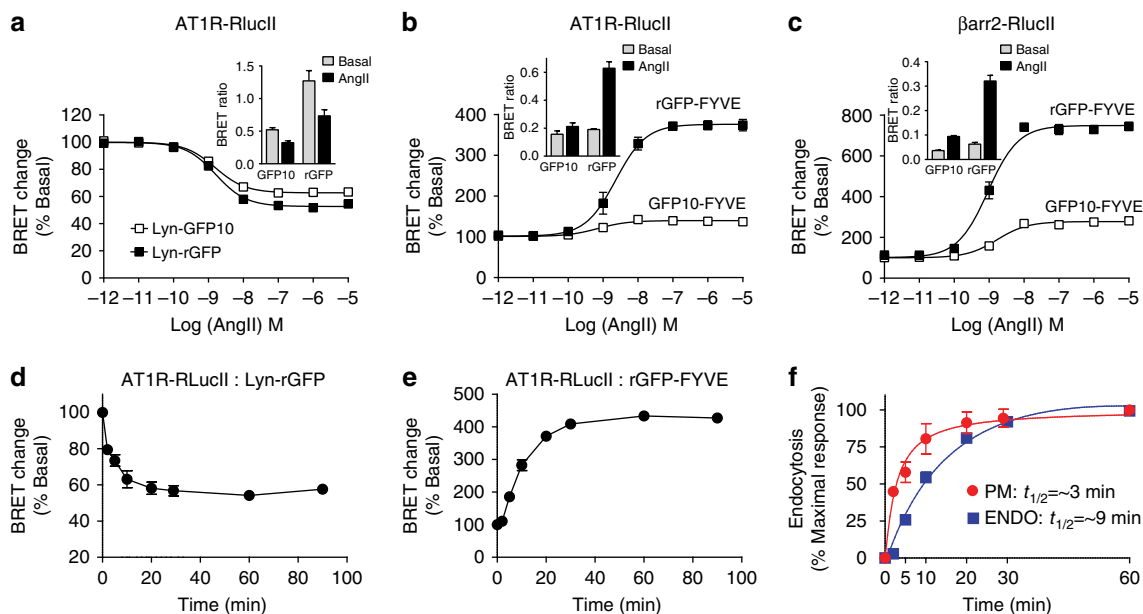 a
AT1R-RlucII
BRET change
(% Basal)
120
100
80
60
40
20
0
–12 –11 –10 –9 –8 –7 –6 –5
Log (AngII) M
Lyn-GFP10
Lyn-rGFP
BRET ratio
1.5
1.0
0.5
0.0
GFP10 rGFP
Basal
AngII
b
AT1R-RlucII
BRET change
(% Basal)
400
300
200
100
0
–12 –11 –10 –9 –8 –7 –6 –5
Log (AngII) M
rGFP-FYVE
GFP10-FYVE
BRET ratio
0.6
0.4
0.2
0.0
GFP10 rGFP
Basal
AngII
c
βarr2-RlucII
BRET change
(% Basal)
800
600
400
200
0
–12 –11 –10 –9 –8 –7 –6 –5
Log (AngII) M
rGFP-FYVE
GFP10-FYVE
BRET ratio
0.4
0.3
0.2
0.1
0.0
GFP10 rGFP
Basal
AngII
d
AT1R-RLucII : Lyn-rGFP
BRET change
(% Basal)
100
80
60
40
20
0 20 40 60 80 100
Time (min)
e
AT1R-RLucII : rGFP-FYVE
BRET change
(% Basal)
500
400
300
200
100
0
0 20 40 60 80 100
Time (min)
f
Endocytosis
(% Maximal response)
100
75
50
25
0
0 5 10 20 30 60
Time (min)
PM: t1/2=~3 min
ENDO: t1/2=~9 min